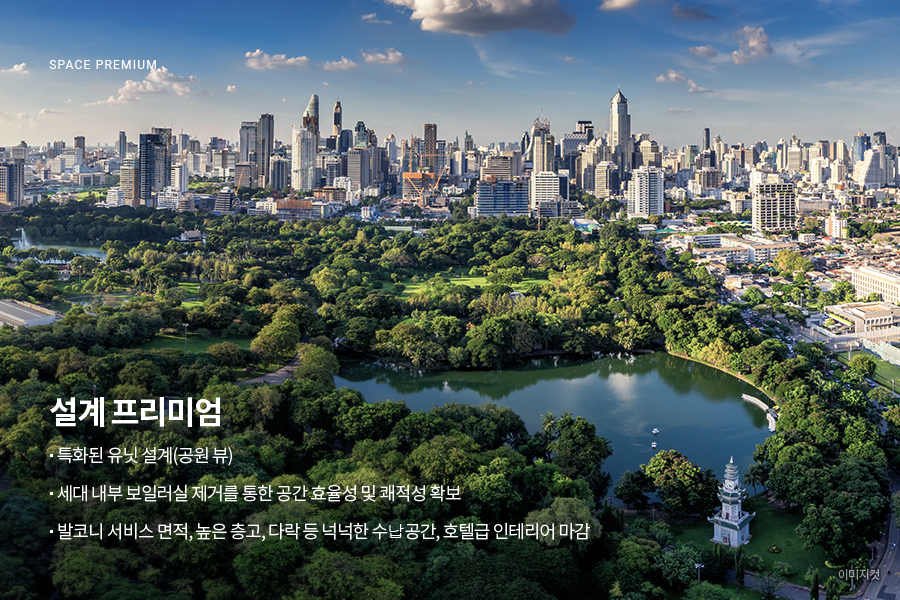 SPACE PREMIUM
설계 프리미엄
· 특화된 유닛 설계(공원 뷰)
· 세대 내부 보일러실 제거를 통한 공간 효율성 및 쾌적성 확보
· 발코니 서비스 면적, 높은 층고, 다락 등 넉넉한 수납공간, 호텔급 인테리어 마감
이미지컷